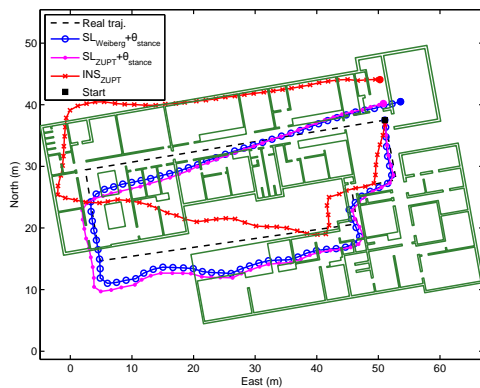 Real traj.
SL_Weiberg+θ_stance
SL_ZUPT+θ_stance
INS_ZUPT
Start
50
40
30
20
10
0
North (m)
0 10 20 30 40 50 60
East (m)